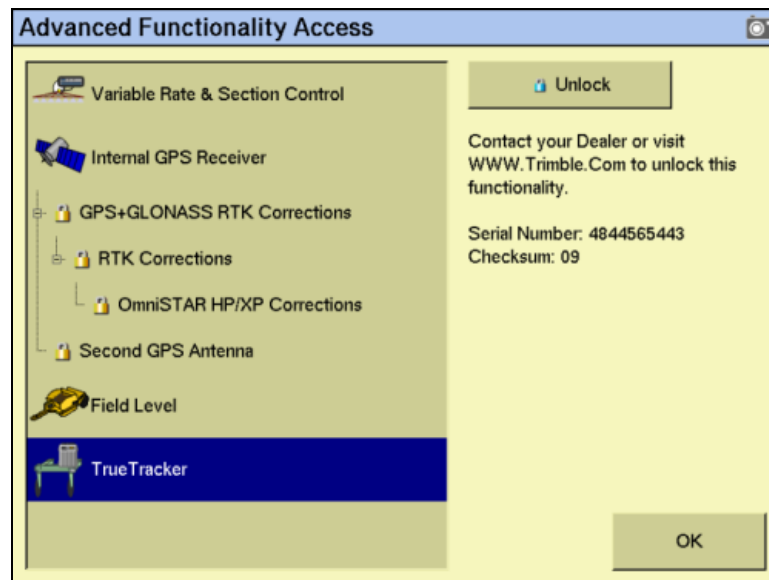 Advanced Functionality Access
Variable Rate & Section Control
Internal GPS Receiver
GPS+GLONASS RTK Corrections
RTK Corrections
OmniSTAR HP/XP Corrections
Second GPS Antenna
Field Level
TrueTracker
Unlock
Contact your Dealer or visit
WWW.Trimble.Com to unlock this
functionality.
Serial Number: 4844565443
Checksum: 09
OK